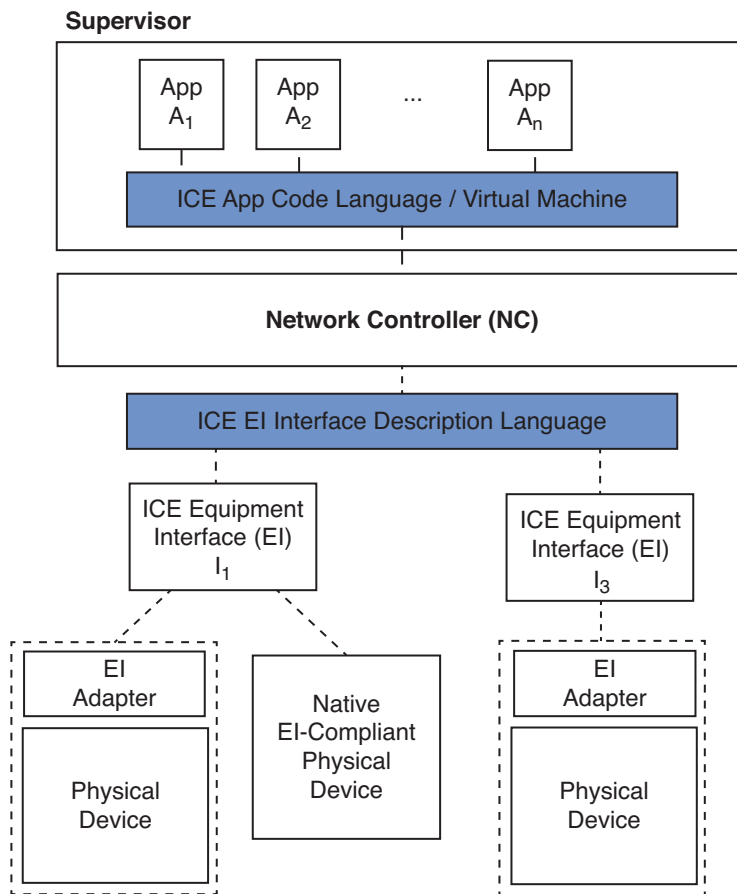 Supervisor
App
A1
App
A2
...
App
An
ICE App Code Language / Virtual Machine
Network Controller (NC)
ICE EI Interface Description Language
ICE Equipment
Interface (EI)
I1
ICE Equipment
Interface (EI)
I3
EI
Adapter
Physical
Device
Native
EI-Compliant
Physical
Device
EI
Adapter
Physical
Device